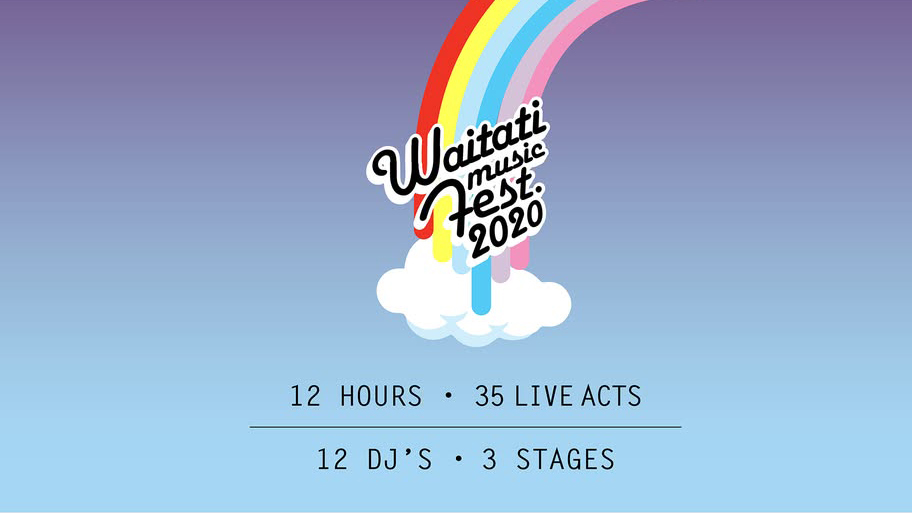 Waitati
music
Fest.
2020
12 HOURS • 35 LIVE ACTS
12 DJ'S • 3 STAGES